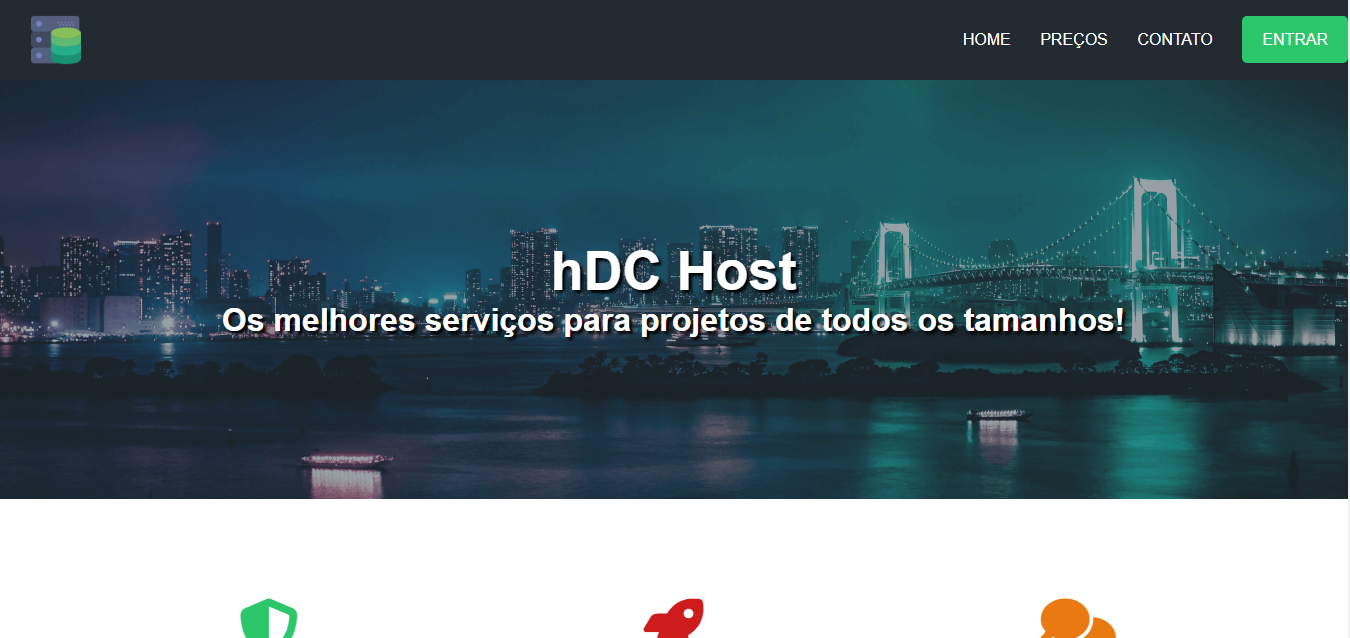 HOME PREÇOS CONTATO ENTRAR
hDC Host
Os melhores serviços para projetos de todos os tamanhos!